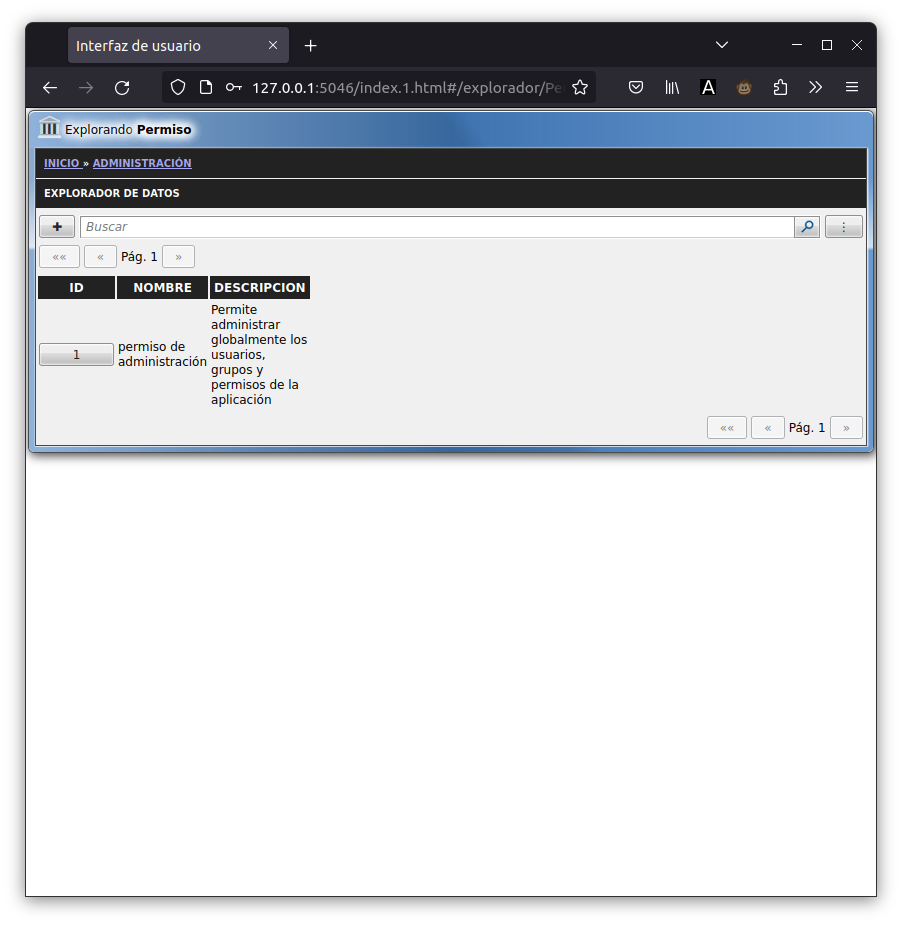 Interfaz de usuario
127.0.0.1:5046/index.1.html#/explorador/Pe
Explorando Permiso
INICIO » ADMINISTRACIÓN
EXPLORADOR DE DATOS
+ Buscar ⋮
«« « Pág. 1 »
ID NOMBRE DESCRIPCION
1
permiso de
administración
Permite
administrar
globalmente los
usuarios,
grupos y
permisos de la
aplicación
«« « Pág. 1 »